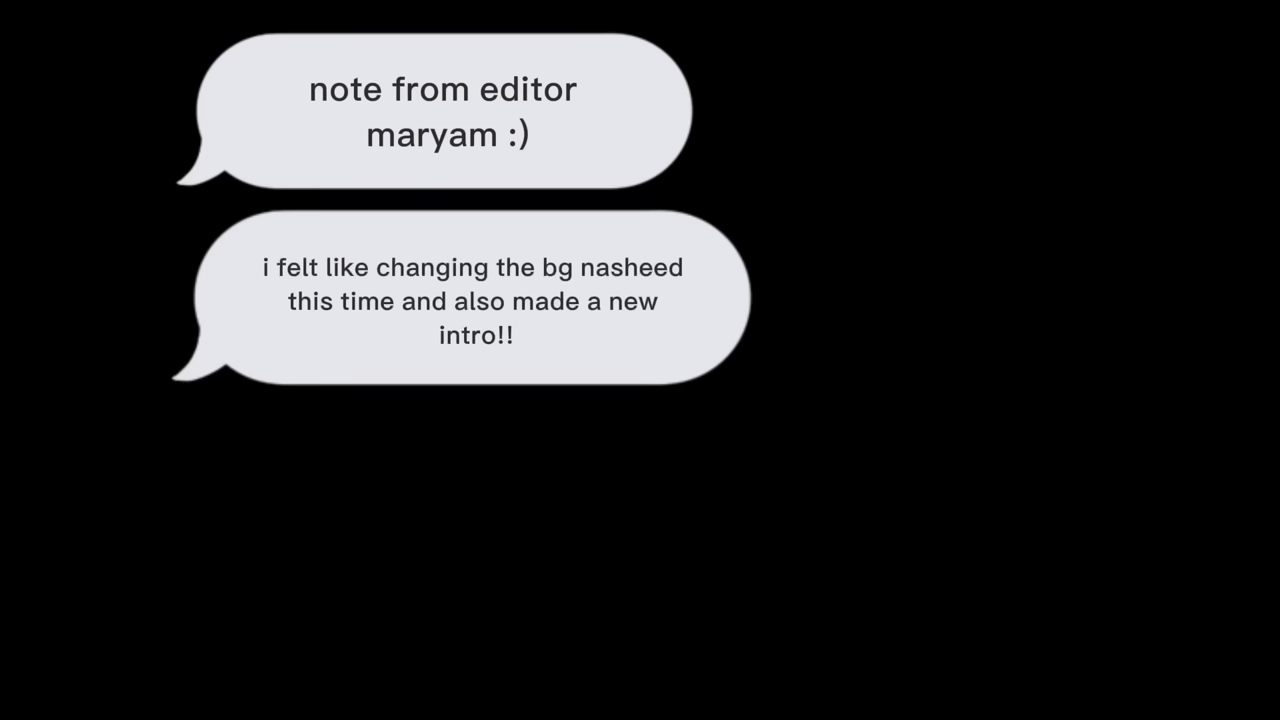 note from editor
maryam :)
i felt like changing the bg nasheed
this time and also made a new
intro!!